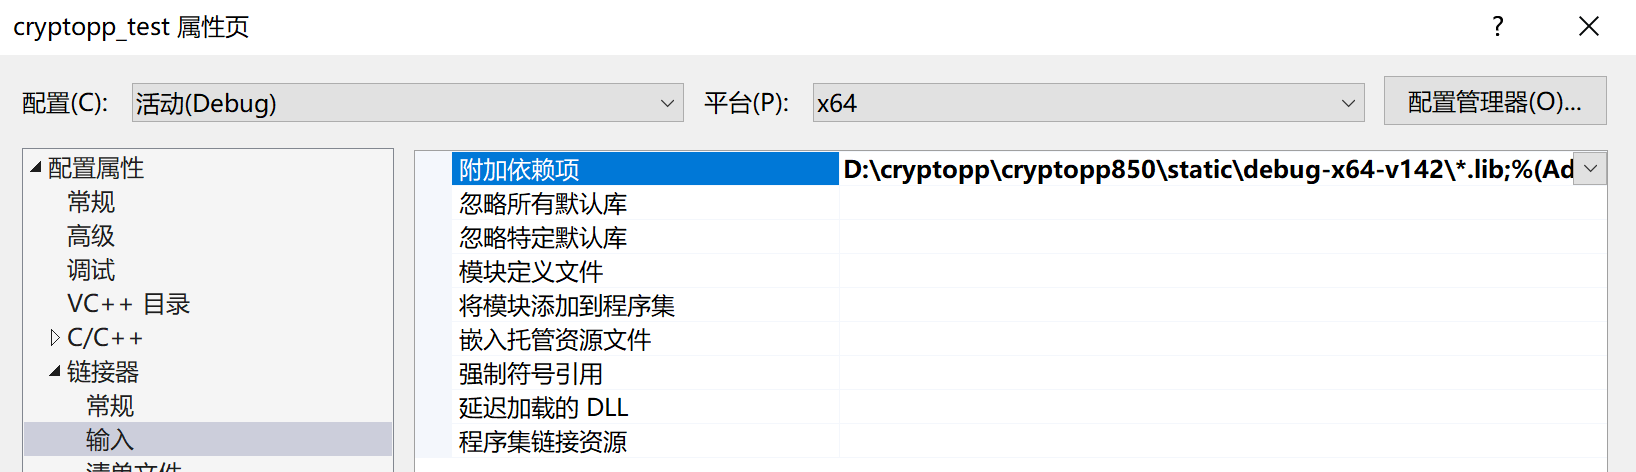 cryptopp_test 属性页
?
配置(C): 活动(Debug) 平台(P): x64 配置管理器(O)...
配置属性
常规
高级
调试
VC++ 目录
C/C++
链接器
常规
输入
清单文件
附加依赖项 D:\cryptopp\cryptopp850\static\debug-x64-v142\*.lib;%(Ad
忽略所有默认库
忽略特定默认库
模块定义文件
将模块添加到程序集
嵌入托管资源文件
强制符号引用
延迟加载的 DLL
程序集链接资源